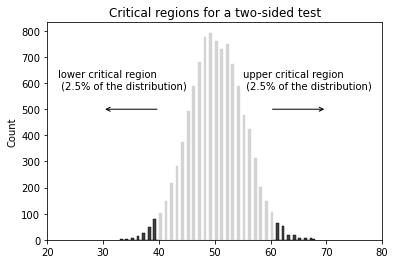 Critical regions for a two-sided test
800
700
600
500
400
300
200
100
0
Count
lower critical region
(2.5% of the distribution)
upper critical region
(2.5% of the distribution)
20 30 40 50 60 70 80